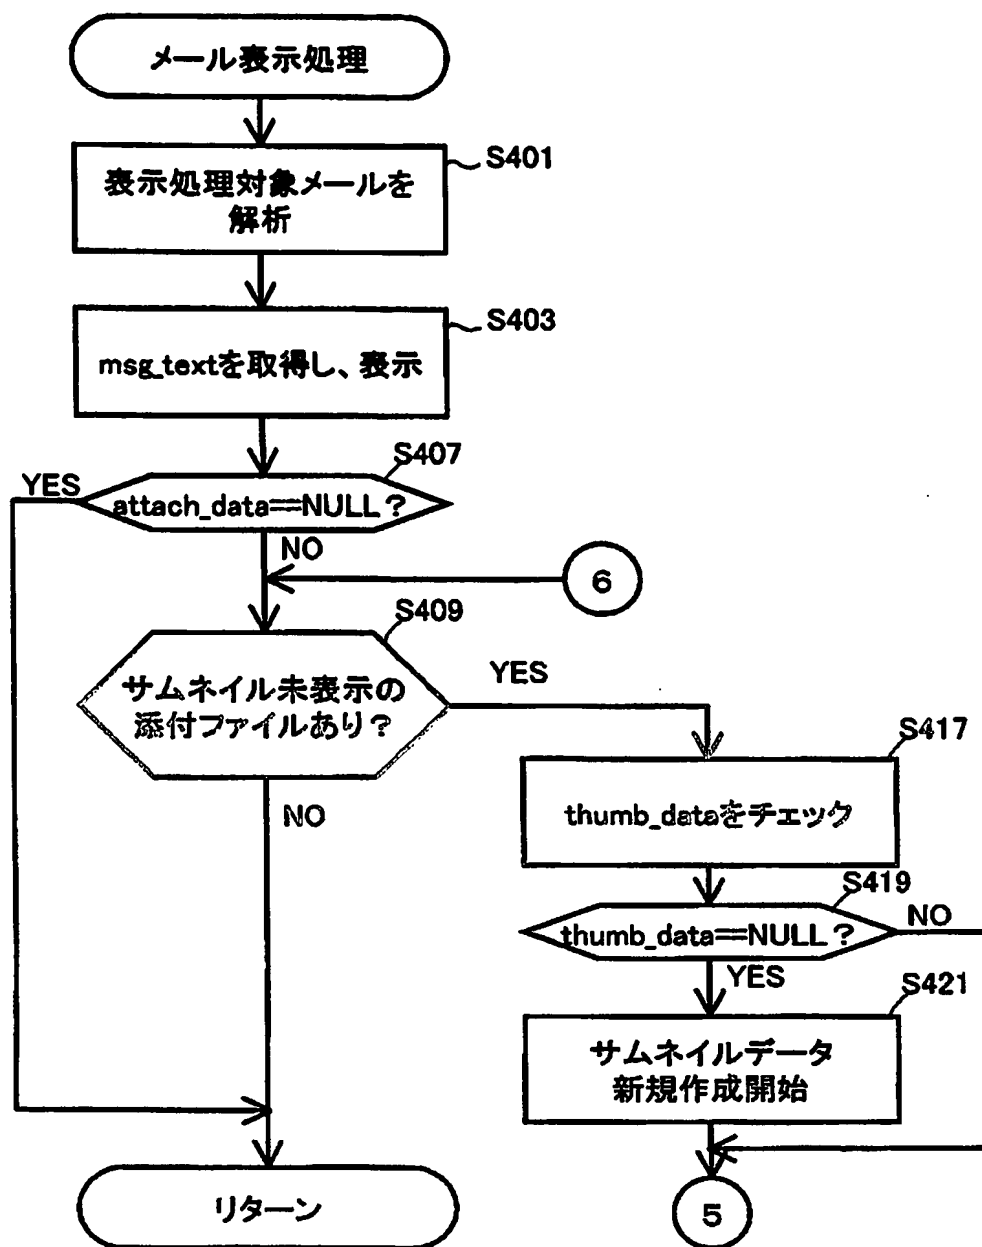 メール表示処理
S401
表示処理対象メールを
解析
S403
msg_textを取得し、表示
S407
YES
attach_data==NULL?
NO
6
S409
サムネイル未表示の
添付ファイルあり?
YES
NO
S417
thumb_dataをチェック
S419
thumb_data==NULL?
NO
YES
S421
サムネイルデータ
新規作成開始
リターン
5